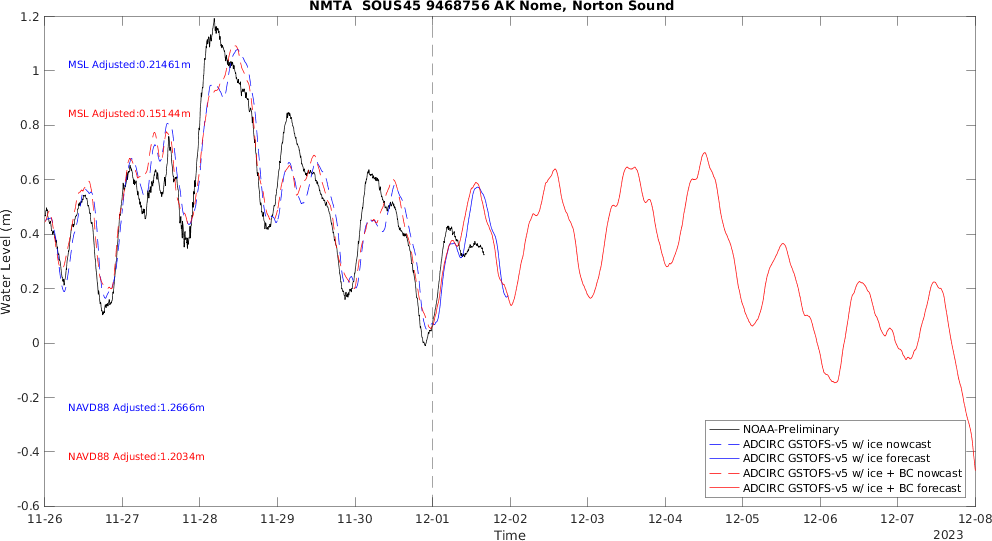 NMTA  SOUS45 9468756 AK Nome, Norton Sound
1.2
1
0.8
0.6
0.4
0.2
0
-0.2
-0.4
-0.6
Water Level (m)
MSL Adjusted:0.21461m
MSL Adjusted:0.15144m
NAVD88 Adjusted:1.2666m
NAVD88 Adjusted:1.2034m
NOAA-Preliminary
ADCIRC GSTOFS-v5 w/ ice nowcast
ADCIRC GSTOFS-v5 w/ ice forecast
ADCIRC GSTOFS-v5 w/ ice + BC nowcast
ADCIRC GSTOFS-v5 w/ ice + BC forecast
11-26 11-27 11-28 11-29 11-30 12-01 12-02 12-03 12-04 12-05 12-06 12-07 12-08
Time
2023